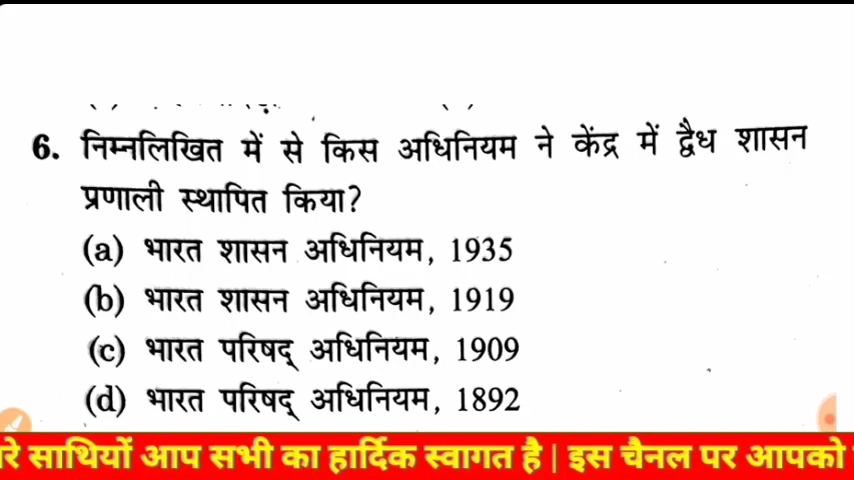 6. निम्नलिखित में से किस अधिनियम ने केंद्र में द्वैध शासन
प्रणाली स्थापित किया?
(a) भारत शासन अधिनियम, 1935
(b) भारत शासन अधिनियम, 1919
(c) भारत परिषद् अधिनियम, 1909
(d) भारत परिषद् अधिनियम, 1892
साथियों आप सभी का हार्दिक स्वागत है | इस चैनल पर आपको